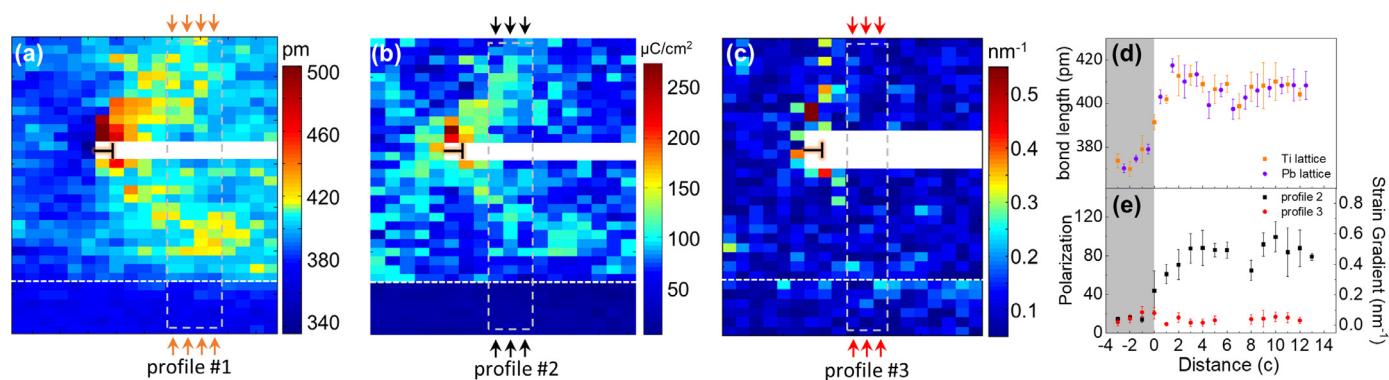 (a)
pm
500
460
420
380
340
profile #1
(b)
µC/cm²
250
200
150
100
50
profile #2
(c)
nm⁻¹
0.5
0.4
0.3
0.2
0.1
profile #3
(d)
bond length (pm)
420
400
380
Ti lattice
Pb lattice
(e)
profile 2
profile 3
Polarization
120
80
40
0
Strain Gradient (nm⁻¹)
0.8
0.6
0.4
0.2
0.0
-4 -2 0 2 4 6 8 10 12 14
Distance (c)